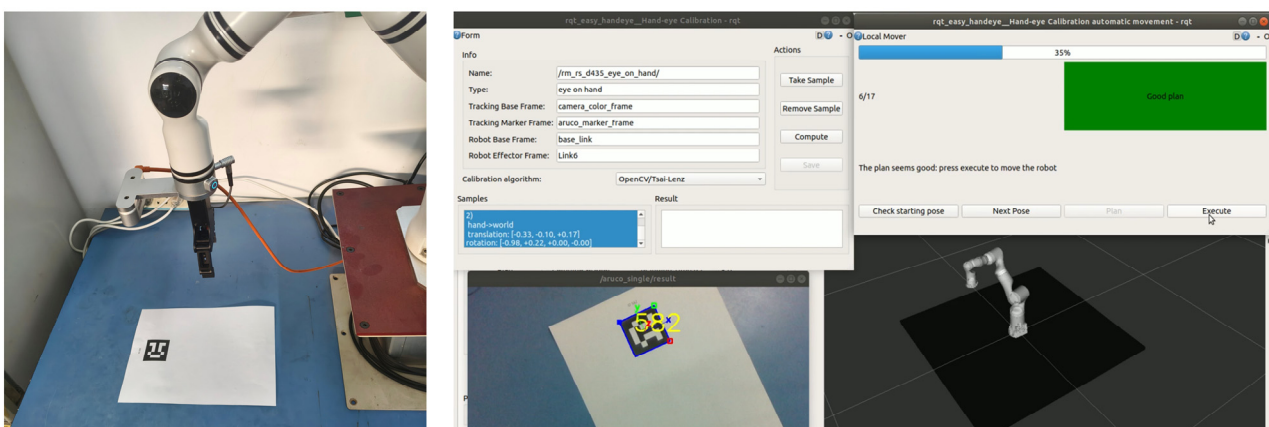 rqt_easy_handeye__Hand-eye Calibration - rqt
Form
D - O
Info
Name: /rm_rs_d435_eye_on_hand/
Type: eye on hand
Tracking Base Frame: camera_color_frame
Tracking Marker Frame: aruco_marker_frame
Robot Base Frame: base_link
Robot Effector Frame: Link6
Calibration algorithm: OpenCV/Tsai-Lenz
Actions
Take Sample
Remove Sample
Compute
Save
Samples
2)
hand->world
translation: [-0.33, -0.10, +0.17]
rotation: [-0.98, +0.22, +0.00, -0.00]
Result
rqt_easy_handeye__Hand-eye Calibration automatic movement - rqt
Local Mover
D - O
35%
6/17
Good plan
The plan seems good: press execute to move the robot
Check starting pose
Next Pose
Plan
Execute
/aruco_single/result
582
P